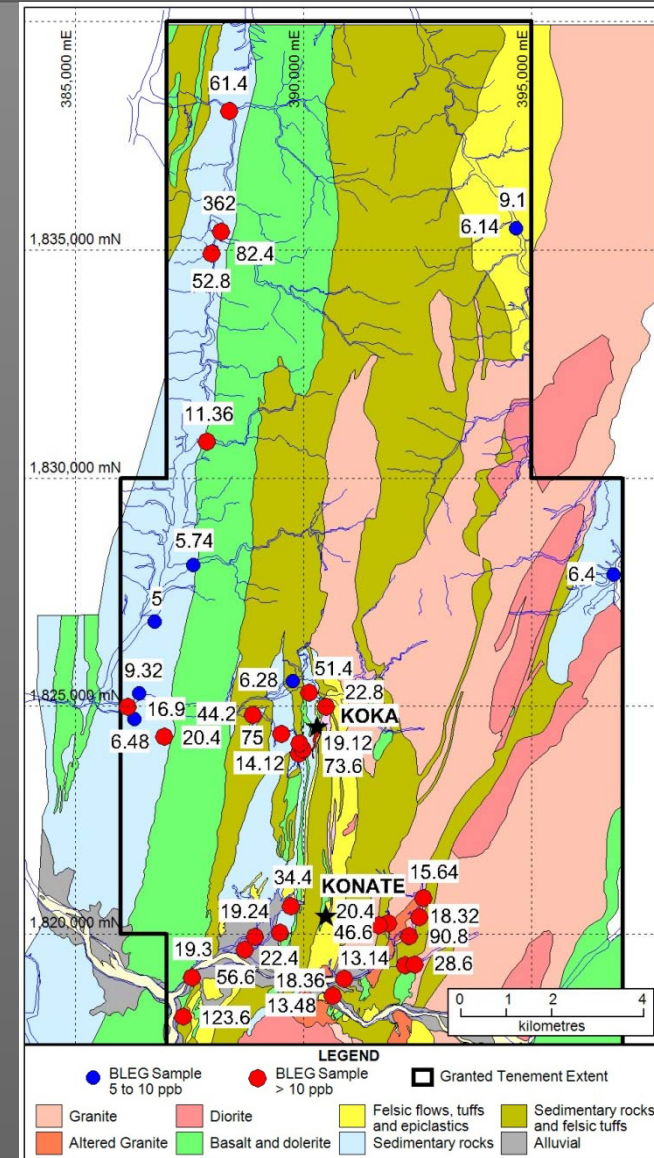 385,000 mE
390,000 mE
395,000 mE
61.4
362
9.1
6.14
1,835,000 mN
82.4
52.8
11.36
1,830,000 mN
5.74
6.4
5
9.32
6.28
51.4
1,825,000 mN
16.9
44.2
22.8
KOKA
6.48
20.4
75
19.12
14.12
73.6
34.4
KONATE
15.64
19.24
20.4
18.32
1,820,000 mN
46.6
90.8
19.3
22.4
13.14
56.6
18.36
28.6
13.48
123.6
0 2 4
kilometres
LEGEND
BLEG Sample
5 to 10 ppb
BLEG Sample
> 10 ppb
Granted Tenement Extent
Granite
Diorite
Felsic flows, tuffs
and epiclastics
Sedimentary rocks
and felsic tuffs
Altered Granite
Basalt and dolerite
Sedimentary rocks
Alluvial